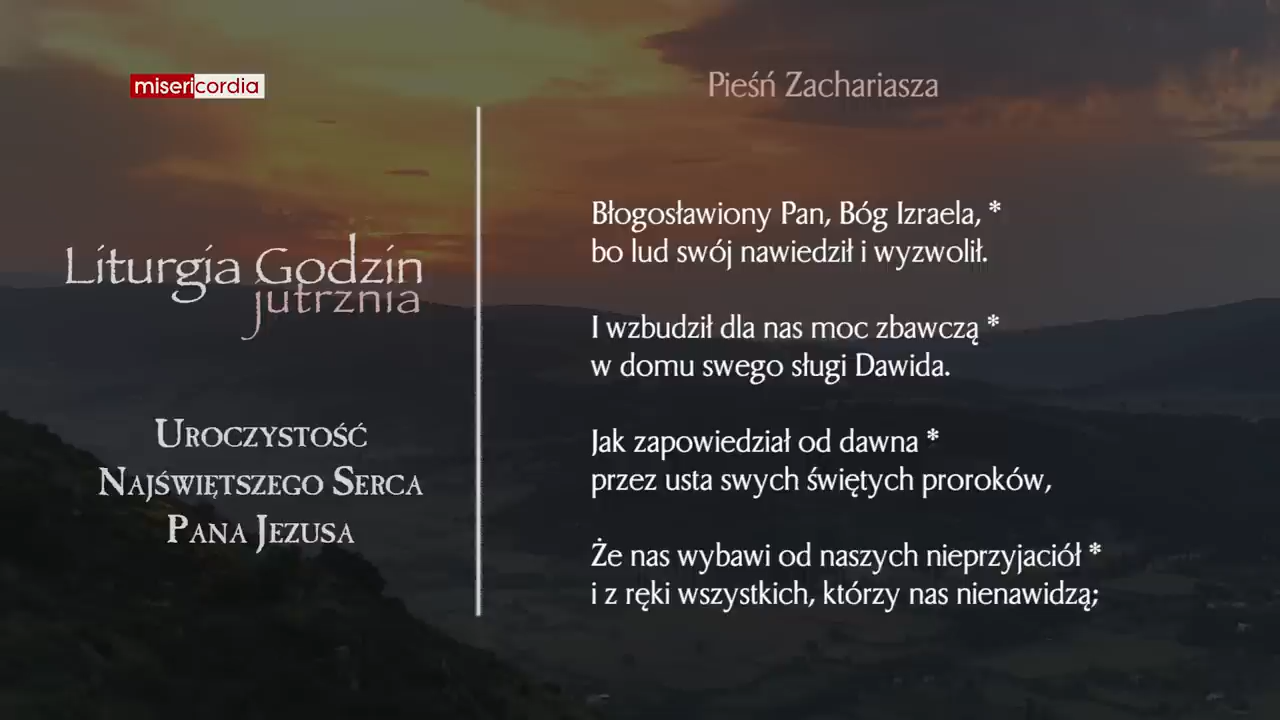 misericordia
Liturgia Godzin
jutrznia
Uroczystość
Najświętszego Serca
Pana Jezusa
Pieśń Zachariasza
Błogosławiony Pan, Bóg Izraela, *
bo lud swój nawiedził i wyzwolił.
I wzbudził dla nas moc zbawczą *
w domu swego sługi Dawida.
Jak zapowiedział od dawna *
przez usta swych świętych proroków,
Że nas wybawi od naszych nieprzyjaciół *
i z ręki wszystkich, którzy nas nienawidzą;